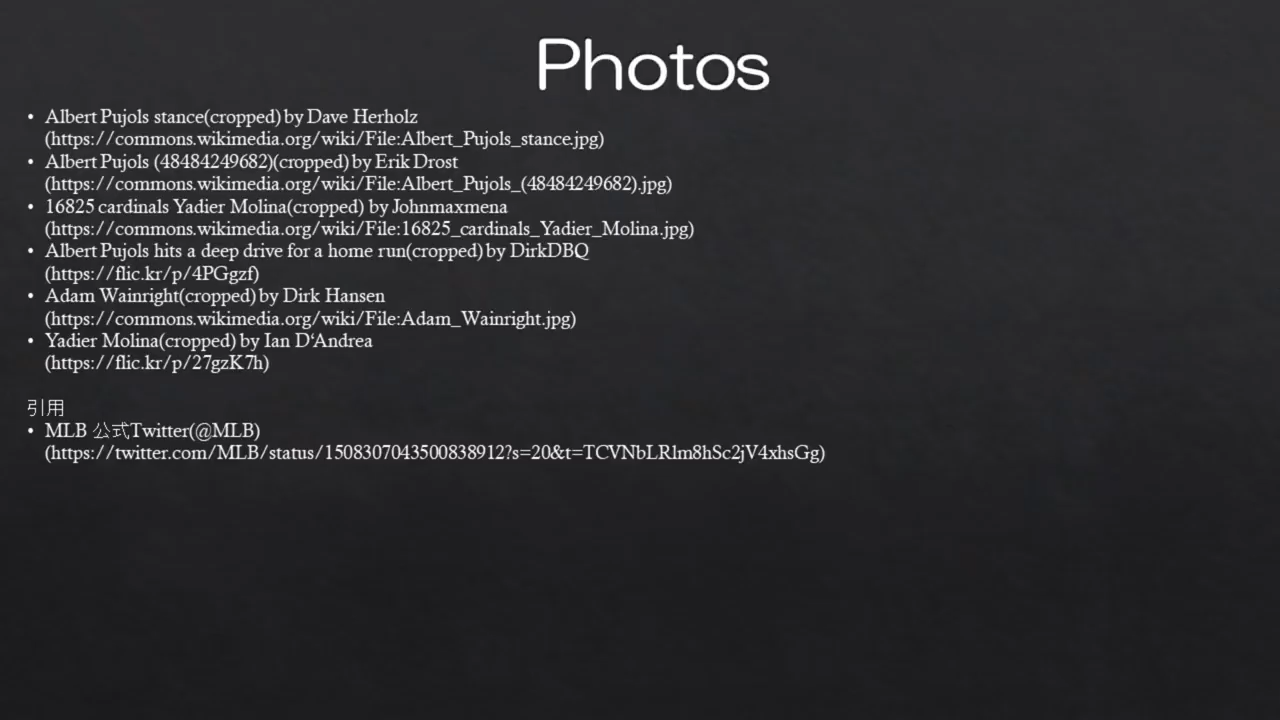 Photos
• Albert Pujols stance(cropped) by Dave Herholz
(https://commons.wikimedia.org/wiki/File:Albert_Pujols_stance.jpg)
• Albert Pujols (48484249682)(cropped) by Erik Drost
(https://commons.wikimedia.org/wiki/File:Albert_Pujols_(48484249682).jpg)
• 16825 cardinals Yadier Molina(cropped) by Johnmaxmena
(https://commons.wikimedia.org/wiki/File:16825_cardinals_Yadier_Molina.jpg)
• Albert Pujols hits a deep drive for a home run(cropped) by DirkDBQ
(https://flic.kr/p/4PGgzf)
• Adam Wainright(cropped) by Dirk Hansen
(https://commons.wikimedia.org/wiki/File:Adam_Wainright.jpg)
• Yadier Molina(cropped) by Ian D‘Andrea
(https://flic.kr/p/27gzK7h)
引用
• MLB 公式Twitter(@MLB)
(https://twitter.com/MLB/status/1508307043500838912?s=20&t=TCVNbLRlm8hSc2jV4xhsGg)